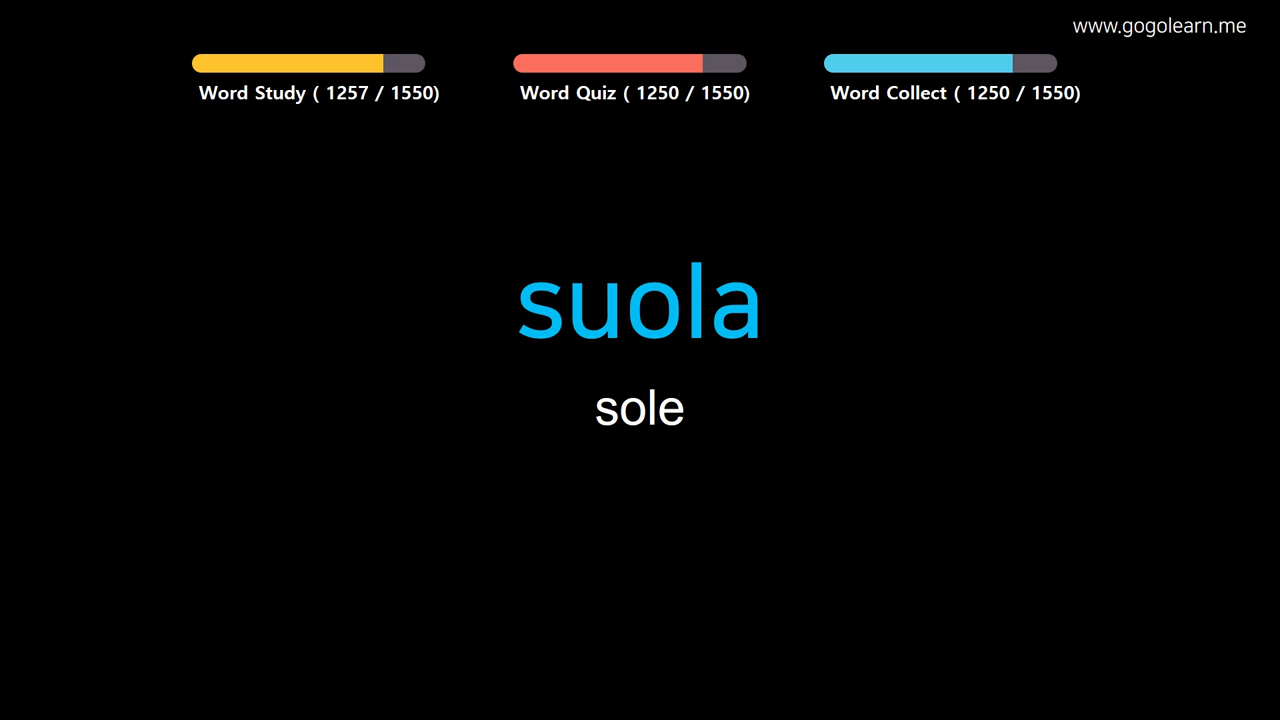 www.gogolearn.me
Word Study ( 1257 / 1550)
Word Quiz ( 1250 / 1550)
Word Collect ( 1250 / 1550)
suola
sole